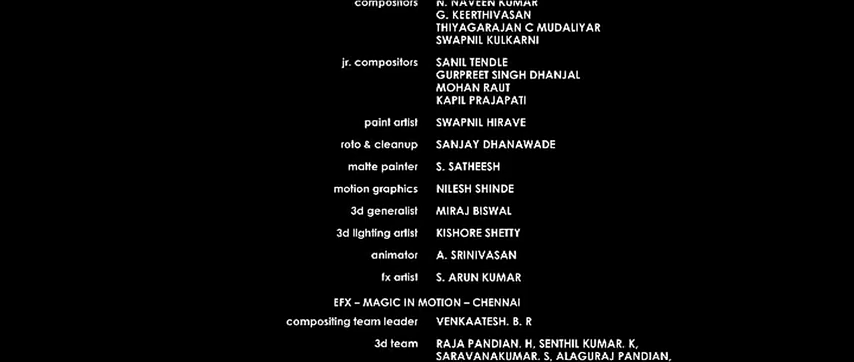 compositors N. NAVEEN KUMAR
G. KEERTHIVASAN
THIYAGARAJAN C MUDALIYAR
SWAPNIL KULKARNI
jr. compositors SANIL TENDLE
GURPREET SINGH DHANJAL
MOHAN RAUT
KAPIL PRAJAPATI
paint artist SWAPNIL HIRAVE
roto & cleanup SANJAY DHANAWADE
matte painter S. SATHEESH
motion graphics NILESH SHINDE
3d generalist MIRAJ BISWAL
3d lighting artist KISHORE SHETTY
animator A. SRINIVASAN
fx artist S. ARUN KUMAR
EFX – MAGIC IN MOTION – CHENNAI
compositing team leader VENKAATESH. B. R
3d team RAJA PANDIAN. H, SENTHIL KUMAR. K,
SARAVANAKUMAR. S, ALAGURAJ PANDIAN,